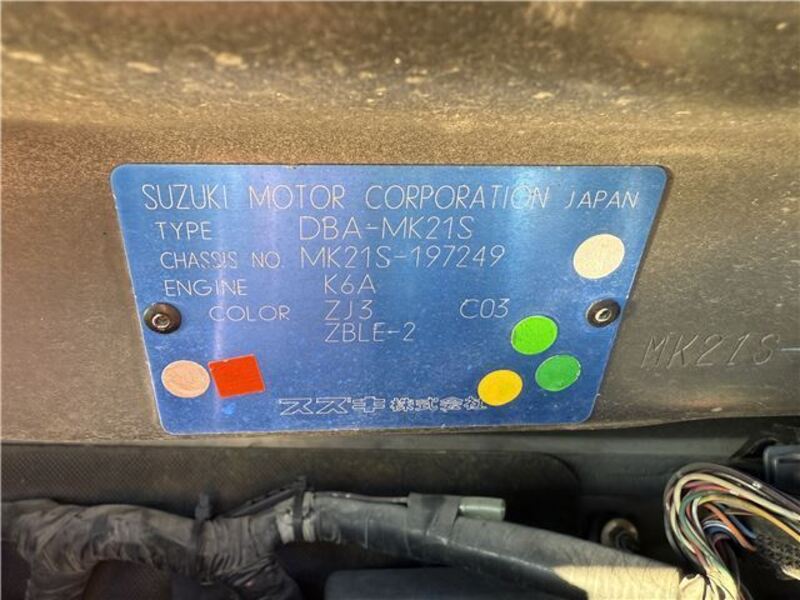 SUZUKI MOTOR CORPORATION JAPAN
TYPE DBA-MK21S
CHASSIS NO. MK21S-197249
ENGINE K6A
COLOR ZJ3 C03
ZBLE-2
スズキ株式会社
MK21S-